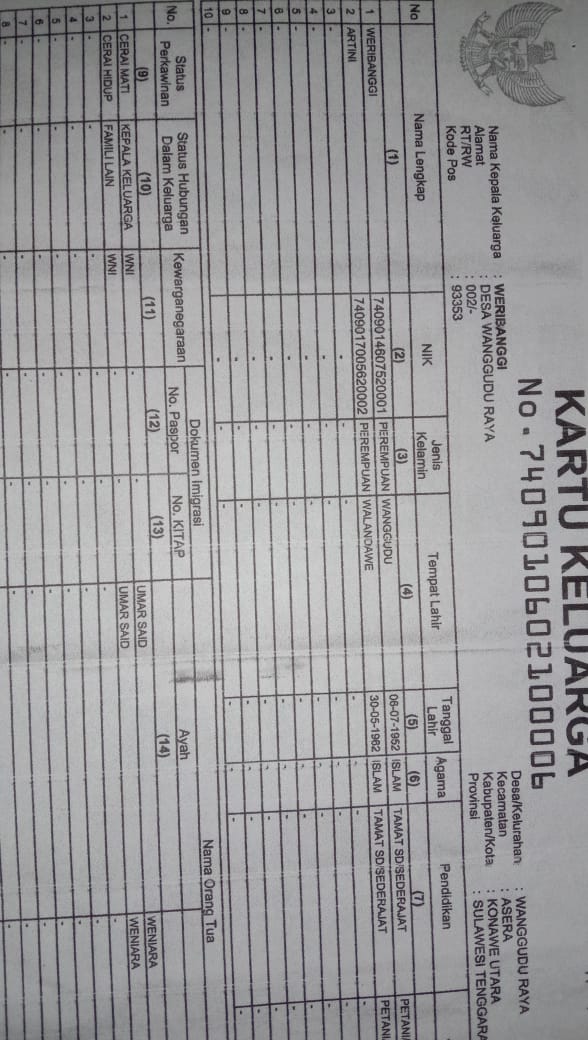 KARTU KELUARGA
No. 7409010602100006
Nama Kepala Keluarga : WERIBANGGI
Alamat : DESA WANGGUDU RAYA
RT/RW : 002/-
Kode Pos : 93353
Desa/Kelurahan : WANGGUDU RAYA
Kecamatan : ASERA
Kabupaten/Kota : KONAWE UTARA
Provinsi : SULAWESI TENGGARA
No Nama Lengkap NIK Jenis Kelamin Tempat Lahir Tanggal Lahir Agama Pendidikan
(1) (2) (3) (4) (5) (6) (7)
1 WERIBANGGI 7409014607520001 PEREMPUAN WANGGUDU 06-07-1952 ISLAM TAMAT SD/SEDERAJAT PETANI
2 ARTINI 7409017005620002 PEREMPUAN WALANDAWE 30-05-1962 ISLAM TAMAT SD/SEDERAJAT PETANI
3 - - - - - - -
4 - - - - - - -
5 - - - - - - -
6 - - - - - - -
7 - - - - - - -
8 - - - - - - -
9 - - - - - - -
10 - - - - - - -
No. Status Perkawinan Status Hubungan Dalam Keluarga Kewarganegaraan Dokumen Imigrasi Nama Orang Tua
No. Paspor No. KITAP Ayah
(9) (10) (11) (12) (13) (14)
1 CERAI MATI KEPALA KELUARGA WNI - - UMAR SAID WENIARA
2 CERAI HIDUP FAMILI LAIN WNI - - UMAR SAID WENIARA
3 - - - - - - -
4 - - - - - - -
5 - - - - - - -
6 - - - - - - -
7 - - - - - - -
8 - - - - - - -